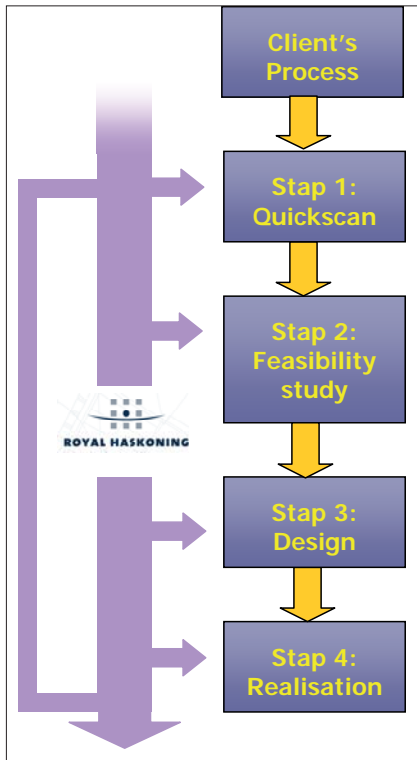 Client's
Process
Stap 1:
Quickscan
Stap 2:
Feasibility
study
ROYAL HASKONING
Stap 3:
Design
Stap 4:
Realisation